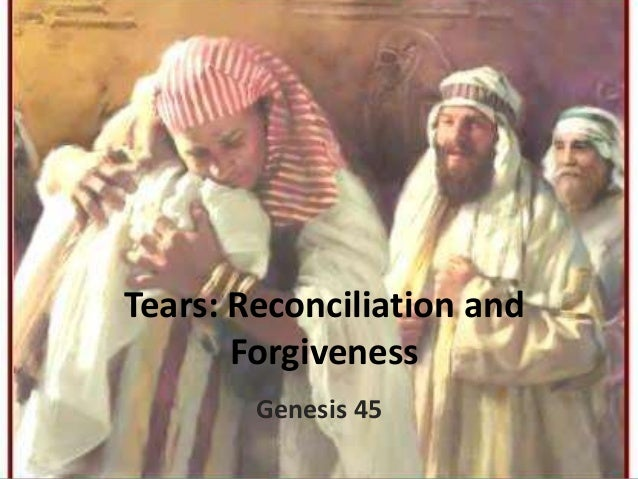 Tears: Reconciliation and
Forgiveness
Genesis 45